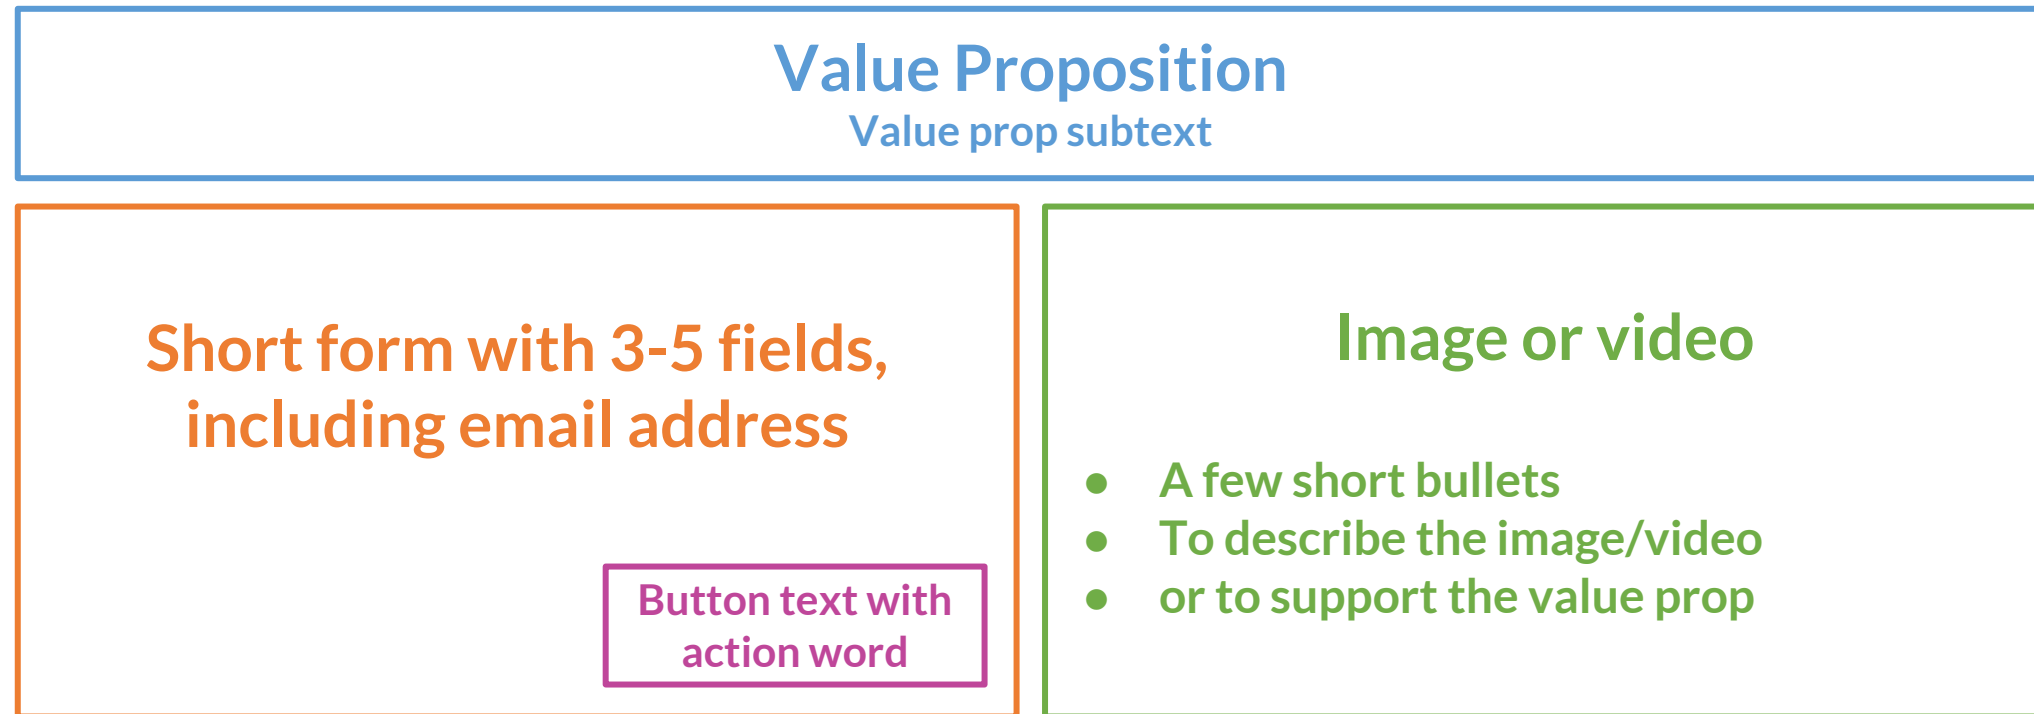 Value Proposition
Value prop subtext
Short form with 3-5 fields,
including email address
Button text with
action word
Image or video
● A few short bullets
● To describe the image/video
● or to support the value prop